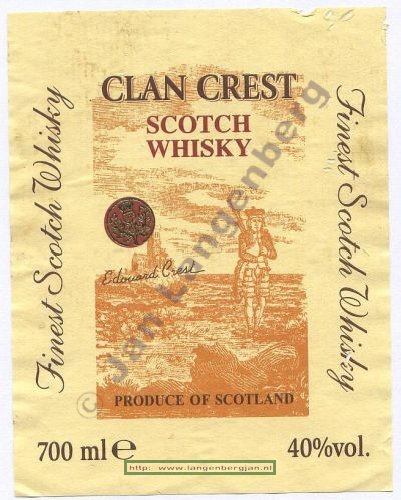 CLAN CREST
SCOTCH
WHISKY
Finest Scotch Whisky
Finest Scotch Whisky
Edouard Crest
PRODUCE OF SCOTLAND
700 ml e
40%vol.
© Jan Langenberg
http: www.langenbergjan.nl